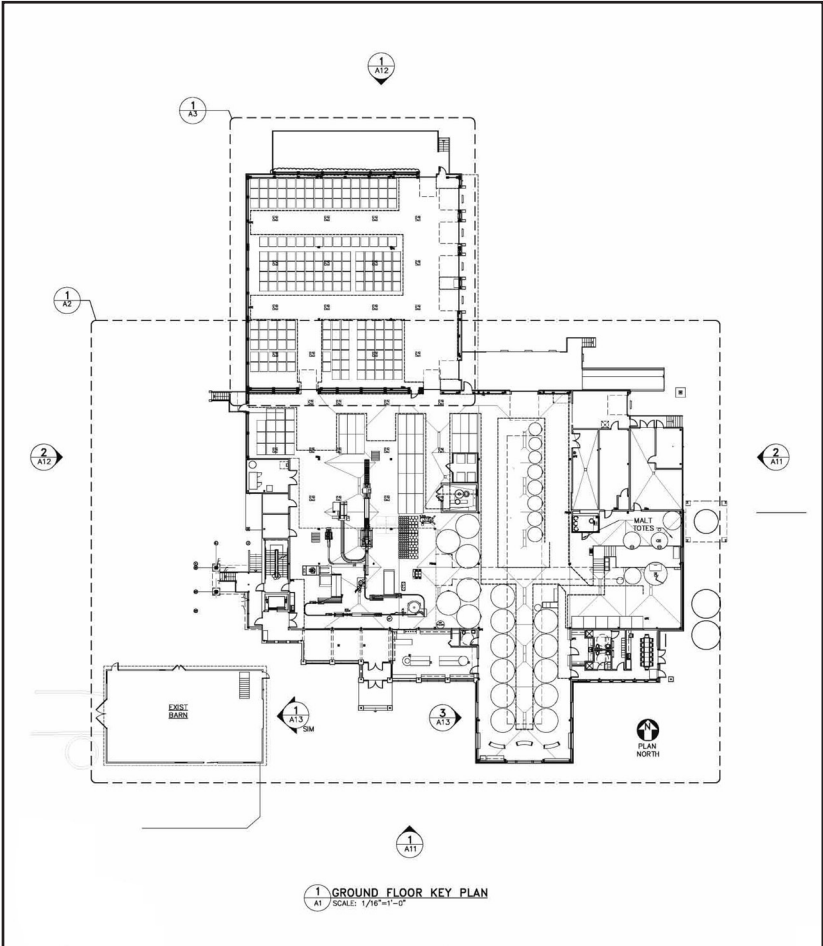 1
A12
1
A3
1
A2
2
A12
2
A11
MALT
TOTES
EXIST
BARN
1
A13
SIM
3
A13
N
PLAN
NORTH
1
A11
1
A1
GROUND FLOOR KEY PLAN
SCALE: 1/16"=1'-0"